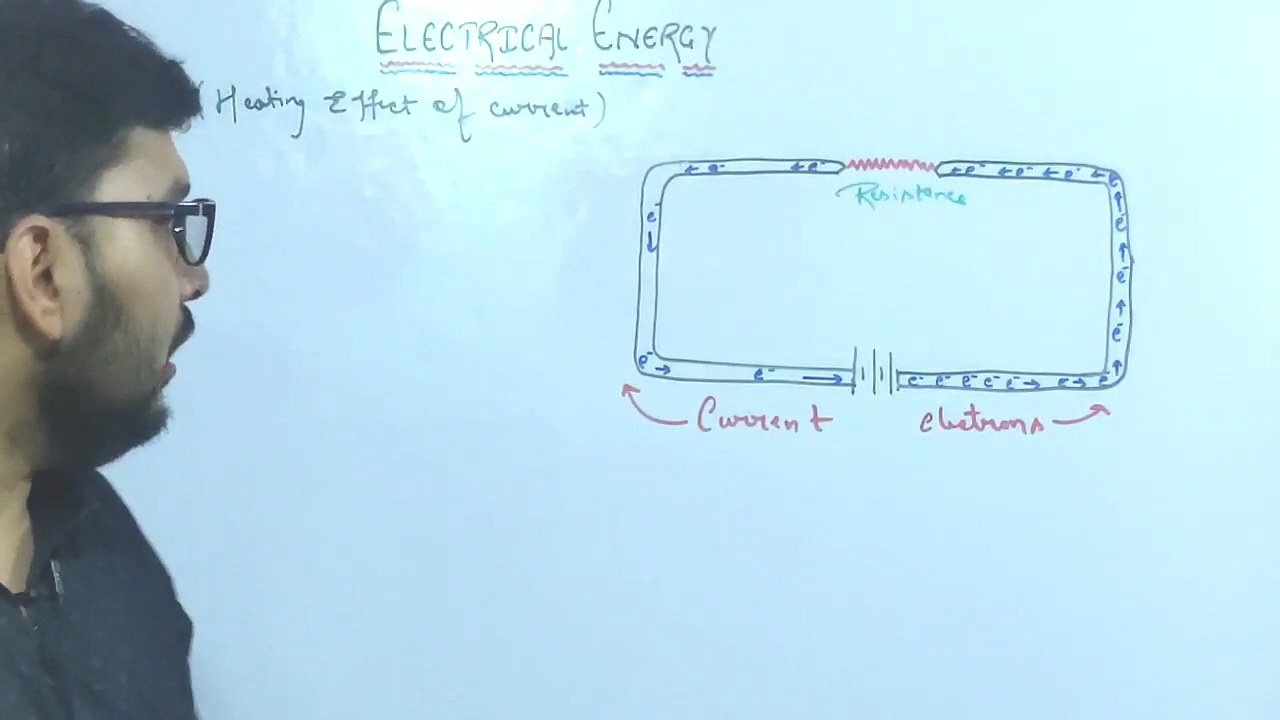 ELECTRICAL ENERGY
(Heating Effect of current)
e⁻ e⁻ e⁻ e⁻ e⁻ e⁻
Resistance
e⁻ e⁻
e⁻
e⁻
e⁻ e⁻ e⁻ e⁻ e⁻ e⁻ e⁻ e⁻ e⁻
Current electrons